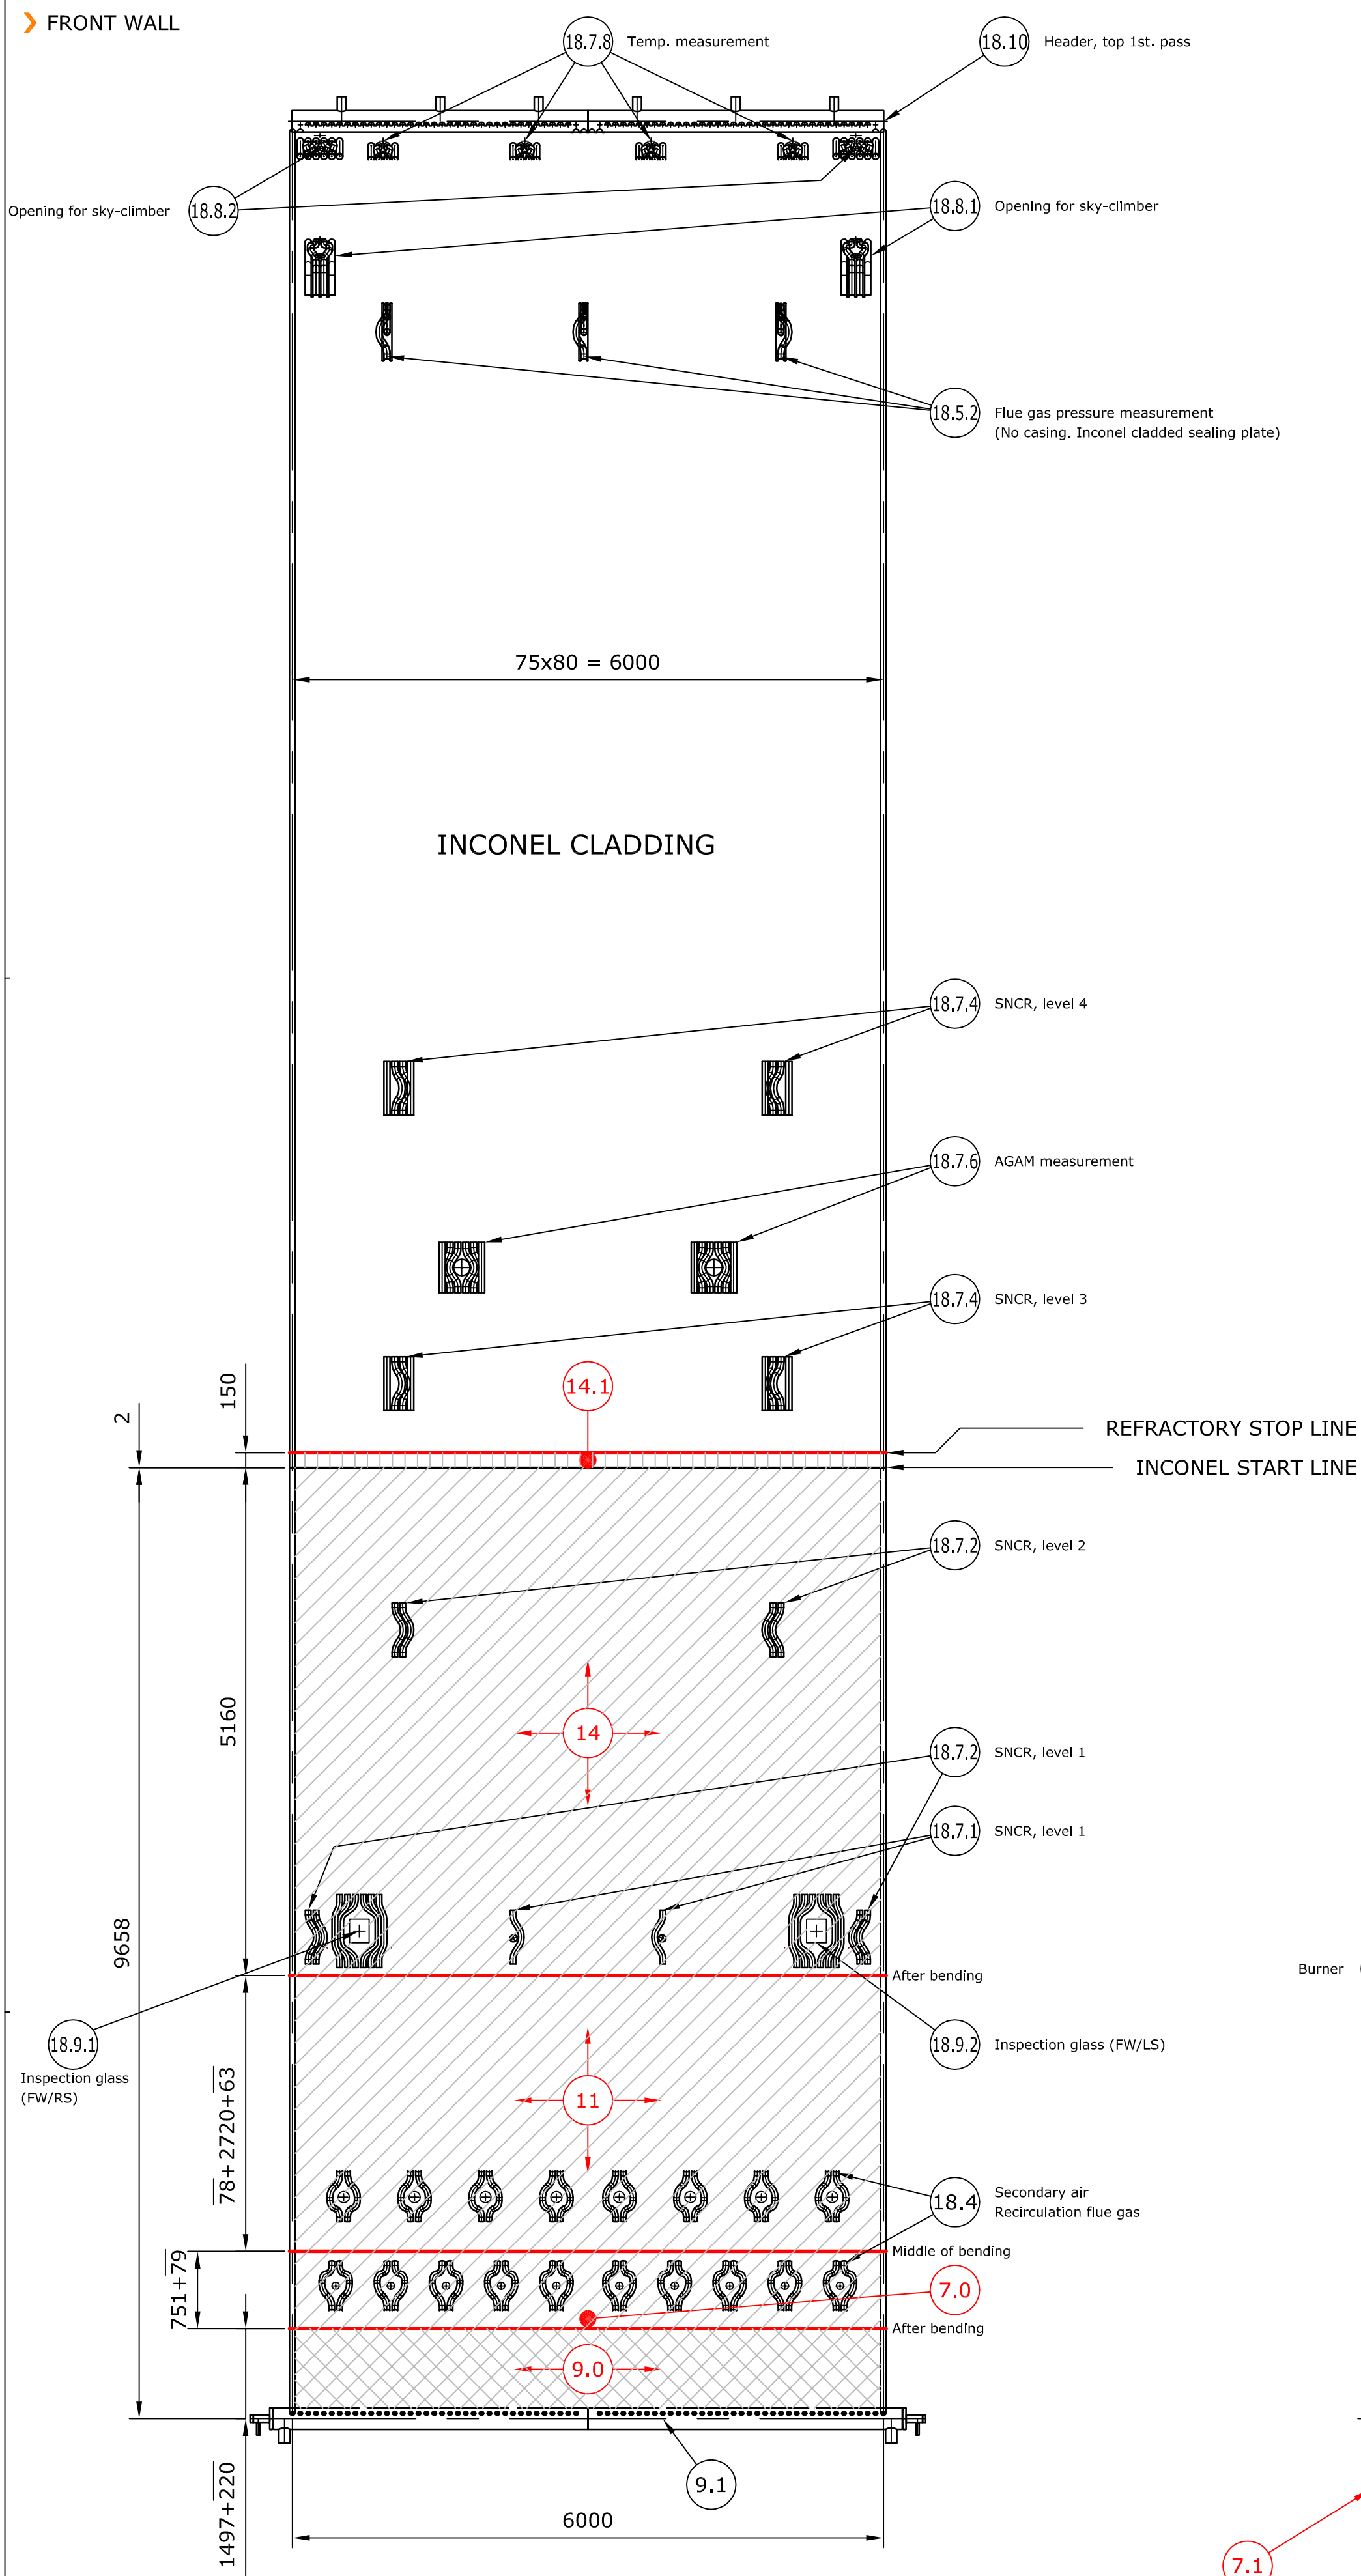 FRONT WALL
18.7.8 Temp. measurement
18.10 Header, top 1st. pass
Opening for sky-climber 18.8.2
18.8.1 Opening for sky-climber
18.5.2 Flue gas pressure measurement
(No casing. Inconel cladded sealing plate)
75x80 = 6000
INCONEL CLADDING
18.7.4 SNCR, level 4
18.7.6 AGAM measurement
18.7.4 SNCR, level 3
14.1
150
2
REFRACTORY STOP LINE
INCONEL START LINE
18.7.2 SNCR, level 2
5160
14
18.7.2 SNCR, level 1
18.7.1 SNCR, level 1
9658
After bending
Burner
18.9.1
Inspection glass
(FW/RS)
18.9.2 Inspection glass (FW/LS)
78+2720+63
11
18.4
Secondary air
Recirculation flue gas
Middle of bending
751+79
7.0
After bending
9.0
9.1
1497+220
6000
7.1